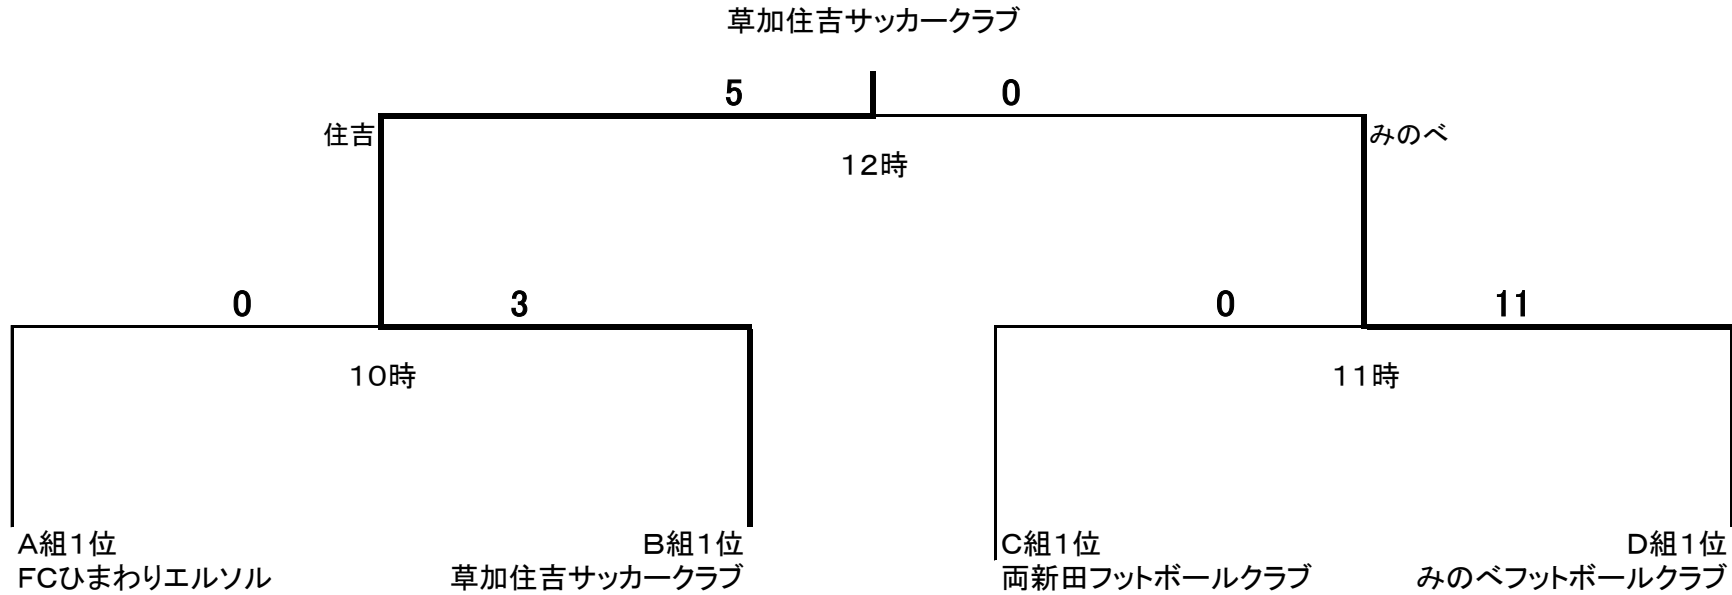 草加住吉サッカークラブ
5 0
住吉 みのべ
１２時
0 3 0 11
１０時 １１時
A組１位 B組１位 C組１位 D組１位
FCひまわりエルソル 草加住吉サッカークラブ 両新田フットボールクラブ みのべフットボールクラブ